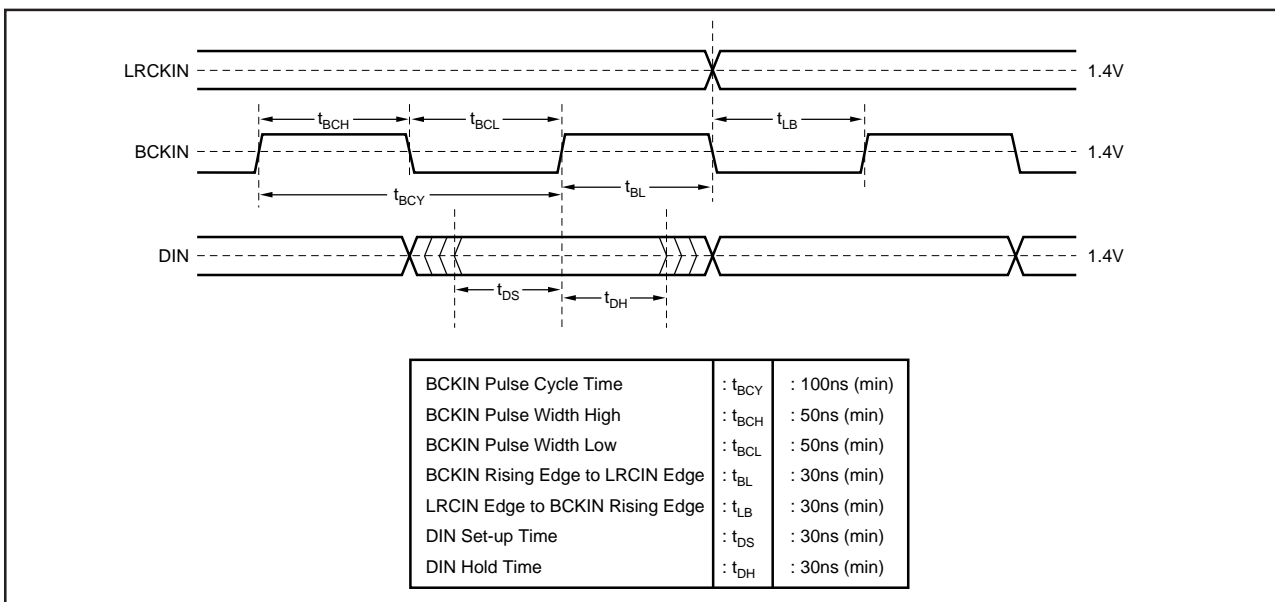 LRCKIN
1.4V
t_BCH
t_BCL
t_LB
BCKIN
1.4V
t_BCY
t_BL
DIN
1.4V
t_DS
t_DH
BCKIN Pulse Cycle Time : t_BCY : 100ns (min)
BCKIN Pulse Width High : t_BCH : 50ns (min)
BCKIN Pulse Width Low : t_BCL : 50ns (min)
BCKIN Rising Edge to LRCIN Edge : t_BL : 30ns (min)
LRCIN Edge to BCKIN Rising Edge : t_LB : 30ns (min)
DIN Set-up Time : t_DS : 30ns (min)
DIN Hold Time : t_DH : 30ns (min)